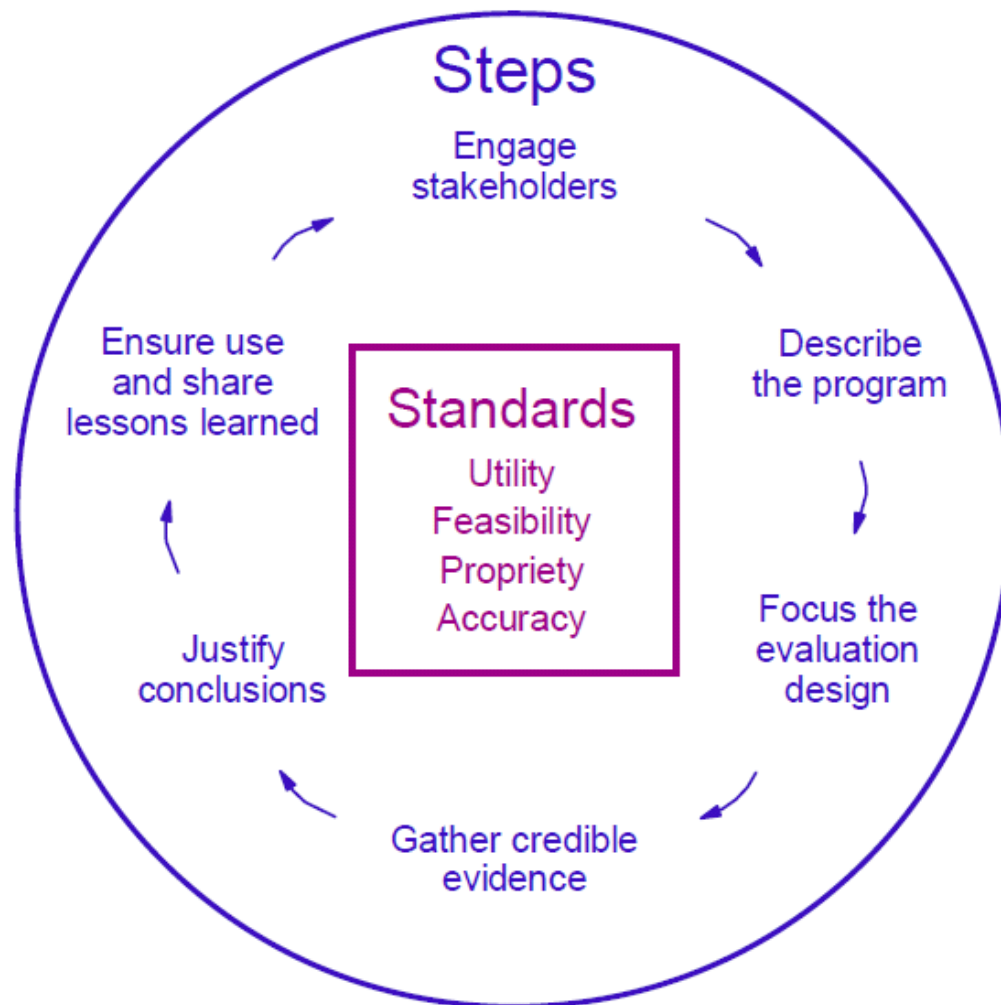 Steps
Engage
stakeholders
Describe
the program
Focus the
evaluation
design
Gather credible
evidence
Justify
conclusions
Ensure use
and share
lessons learned
Standards
Utility
Feasibility
Propriety
Accuracy